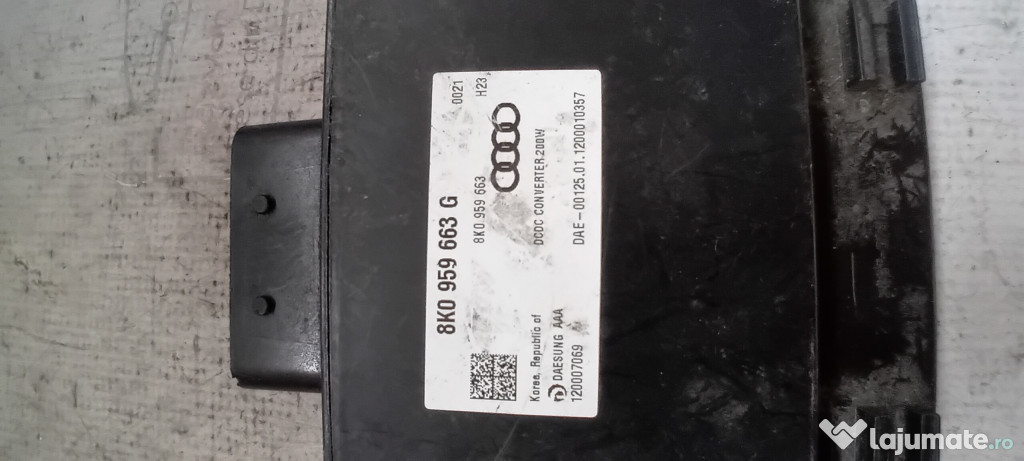 8K0 959 663 G 0021
8K0.959 663 H23
Korea, Republic of DCDC CONVERTER.200W
DAESUNG AAA
120007069 DAE-00125.01.1200010357
lajumate.ro